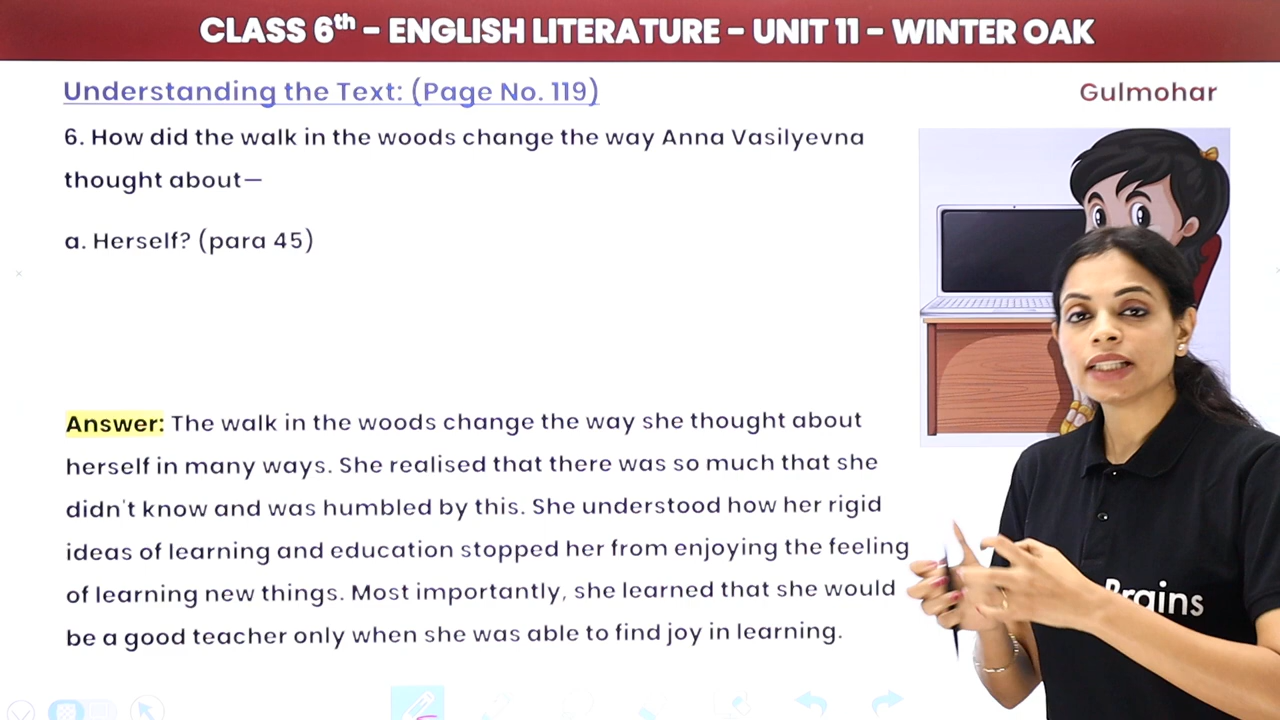 CLASS 6th - ENGLISH LITERATURE - UNIT 11 - WINTER OAK
Understanding the Text: (Page No. 119)
Gulmohar
6. How did the walk in the woods change the way Anna Vasilyevna
thought about—
a. Herself? (para 45)
Answer: The walk in the woods change the way she thought about
herself in many ways. She realised that there was so much that she
didn't know and was humbled by this. She understood how her rigid
ideas of learning and education stopped her from enjoying the feeling
of learning new things. Most importantly, she learned that she would
be a good teacher only when she was able to find joy in learning.
Brains